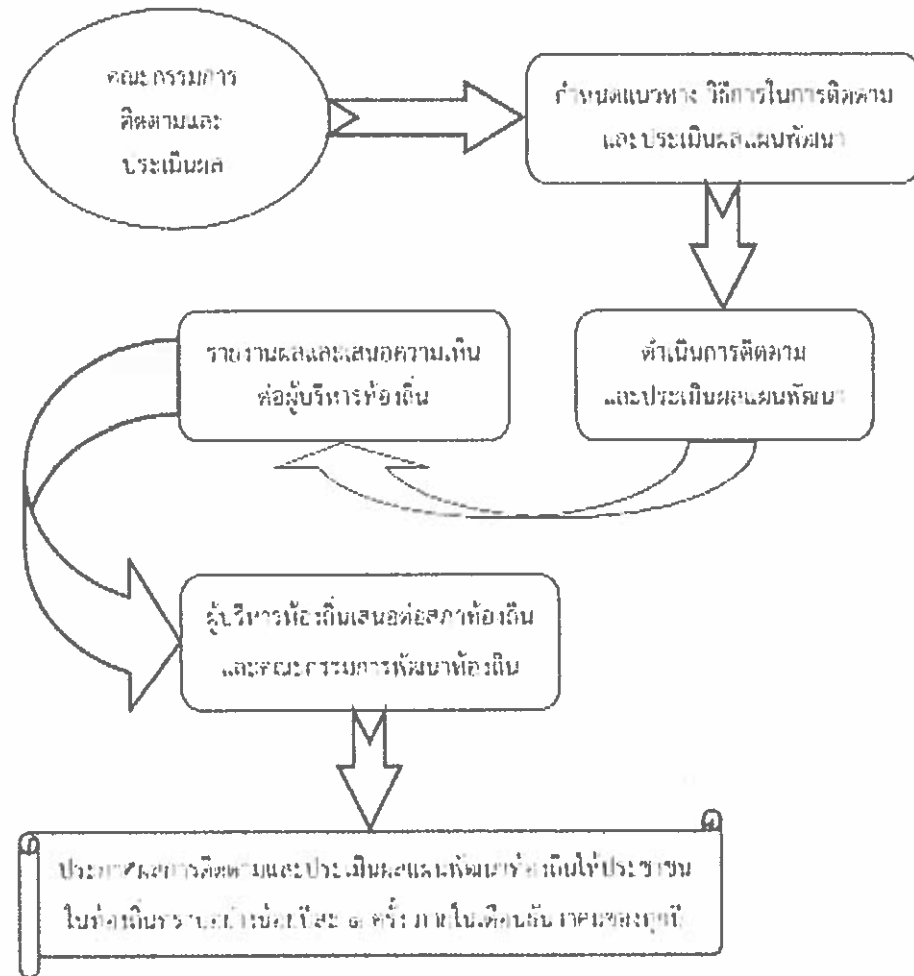 คณะกรรมการ
ติดตามและ
ประเมินผล
กำหนดแนวทาง วิธีการในการติดตาม
และประเมินผลแผนพัฒนา
ดำเนินการติดตาม
และประเมินผลแผนพัฒนา
รายงานผลและเสนอความเห็น
ต่อผู้บริหารท้องถิ่น
ผู้บริหารท้องถิ่นเสนอต่อสภาท้องถิ่น
และคณะกรรมการพัฒนาท้องถิ่น
ประกาศผลการติดตามและประเมินผลแผนพัฒนาท้องถิ่นให้ประชาชน
ในท้องถิ่นทราบอย่างน้อยปีละ ๑ ครั้ง ภายในเดือนธันวาคมของทุกปี